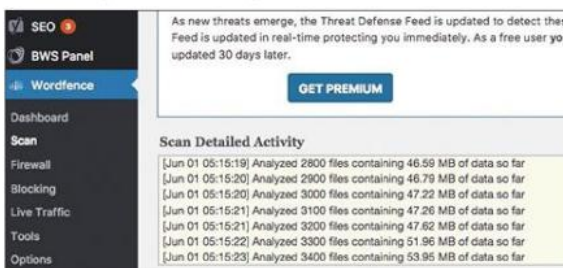 SEO 3
BWS Panel
Wordfence
Dashboard
Scan
Firewall
Blocking
Live Traffic
Tools
Options
As new threats emerge, the Threat Defense Feed is updated to detect
Feed is updated in real-time protecting you immediately. As a free user
updated 30 days later.
GET PREMIUM
Scan Detailed Activity
[Jun 01 05:15:19] Analyzed 2800 files containing 46.59 MB of data so far
[Jun 01 05:15:20] Analyzed 2900 files containing 46.79 MB of data so far
[Jun 01 05:15:20] Analyzed 3000 files containing 47.22 MB of data so far
[Jun 01 05:15:21] Analyzed 3100 files containing 47.26 MB of data so far
[Jun 01 05:15:21] Analyzed 3200 files containing 47.62 MB of data so far
[Jun 01 05:15:22] Analyzed 3300 files containing 51.96 MB of data so far
[Jun 01 05:15:23] Analyzed 3400 files containing 53.95 MB of data so far